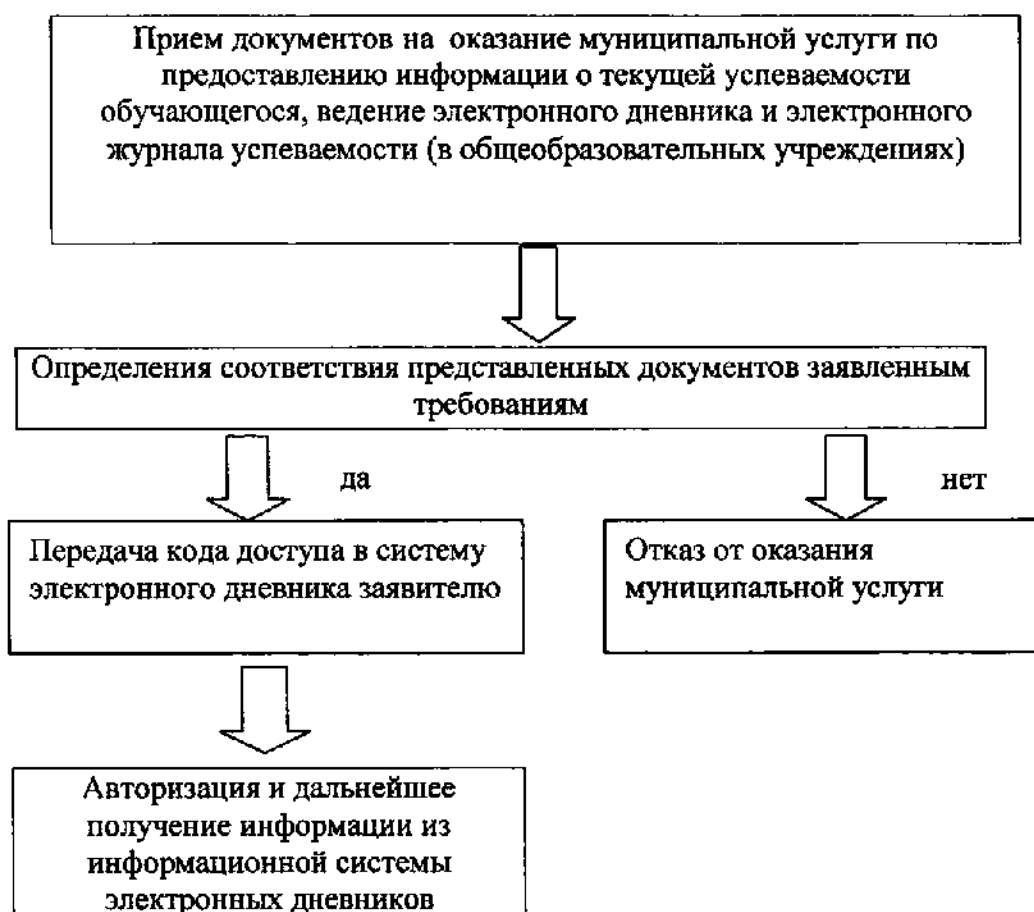 Прием документов на оказание муниципальной услуги по
предоставлению информации о текущей успеваемости
обучающегося, ведение электронного дневника и электронного
журнала успеваемости (в общеобразовательных учреждениях)
Определения соответствия представленных документов заявленным
требованиям
да
нет
Передача кода доступа в систему
электронного дневника заявителю
Отказ от оказания
муниципальной услуги
Авторизация и дальнейшее
получение информации из
информационной системы
электронных дневников